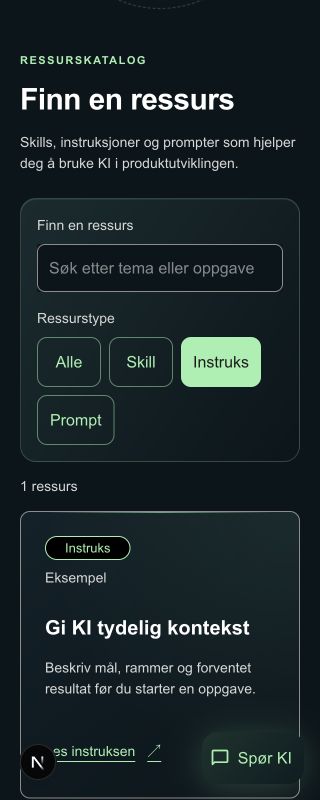 RESSURSKATALOG
Finn en ressurs
Skills, instruksjoner og prompter som hjelper
deg å bruke KI i produktutviklingen.
Finn en ressurs
Søk etter tema eller oppgave
Ressurstype
Alle
Skill
Instruks
Prompt
1 ressurs
Instruks
Eksempel
Gi KI tydelig kontekst
Beskriv mål, rammer og forventet
resultat før du starter en oppgave.
N
es instruksen
Spør KI